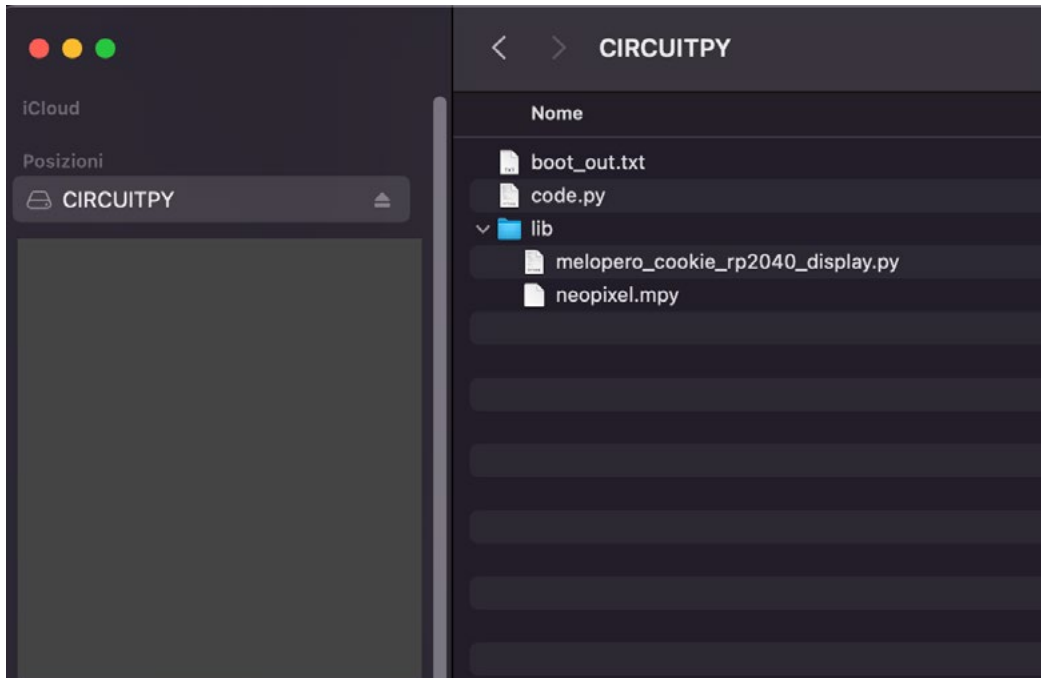 iCloud
Posizioni
CIRCUITPY
CIRCUITPY
Nome
boot_out.txt
code.py
lib
melopero_cookie_rp2040_display.py
neopixel.mpy